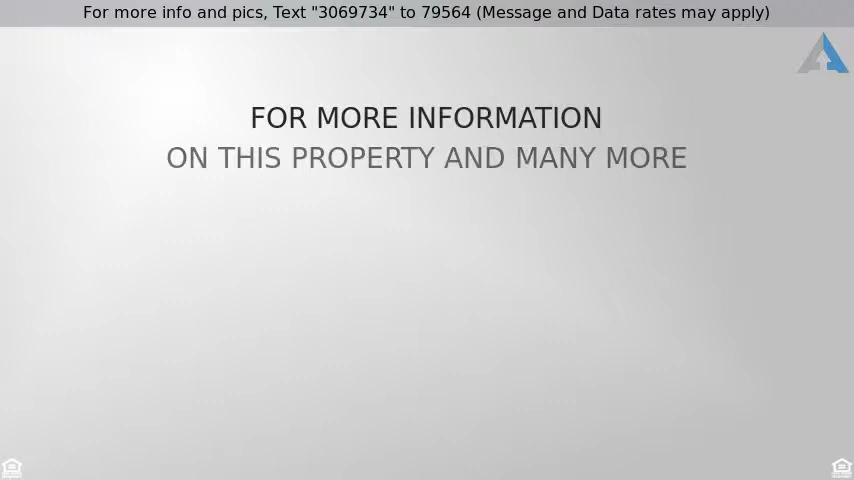 For more info and pics, Text "3069734" to 79564 (Message and Data rates may apply)
FOR MORE INFORMATION
ON THIS PROPERTY AND MANY MORE